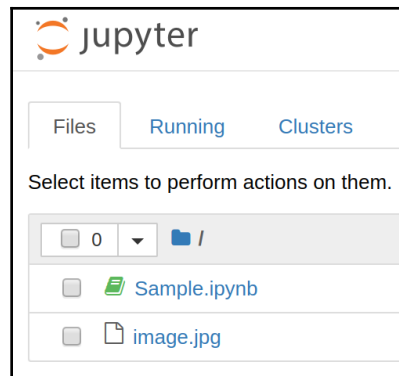 jupyter
Files Running Clusters
Select items to perform actions on them.
0 /
Sample.ipynb
image.jpg